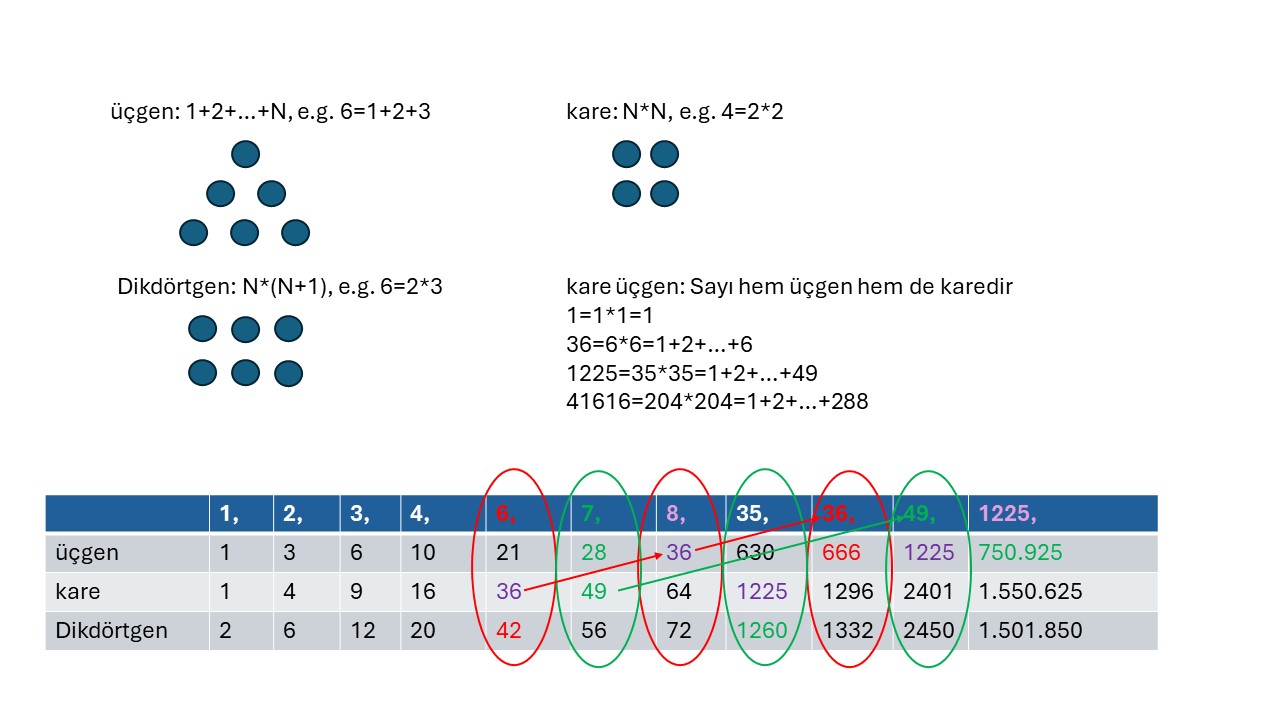 üçgen: 1+2+...+N, e.g. 6=1+2+3
kare: N*N, e.g. 4=2*2
Dikdörtgen: N*(N+1), e.g. 6=2*3
kare üçgen: Sayı hem üçgen hem de karedir
1=1*1=1
36=6*6=1+2+...+6
1225=35*35=1+2+...+49
41616=204*204=1+2+...+288
1, 2, 3, 4, 6, 7, 8, 35, 36, 49, 1225,
üçgen 1 3 6 10 21 28 36 630 666 1225 750.925
kare 1 4 9 16 36 49 64 1225 1296 2401 1.550.625
Dikdörtgen 2 6 12 20 42 56 72 1260 1332 2450 1.501.850